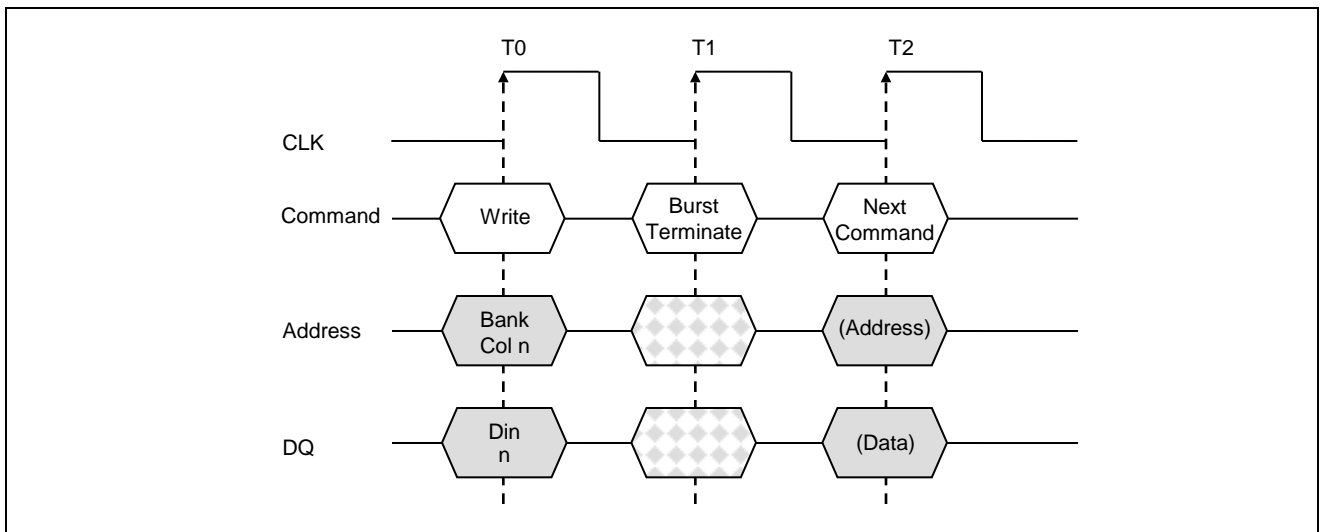 T0 T1 T2
CLK
Command Write Burst Terminate Next Command
Address Bank Col n (Address)
DQ Din n (Data)